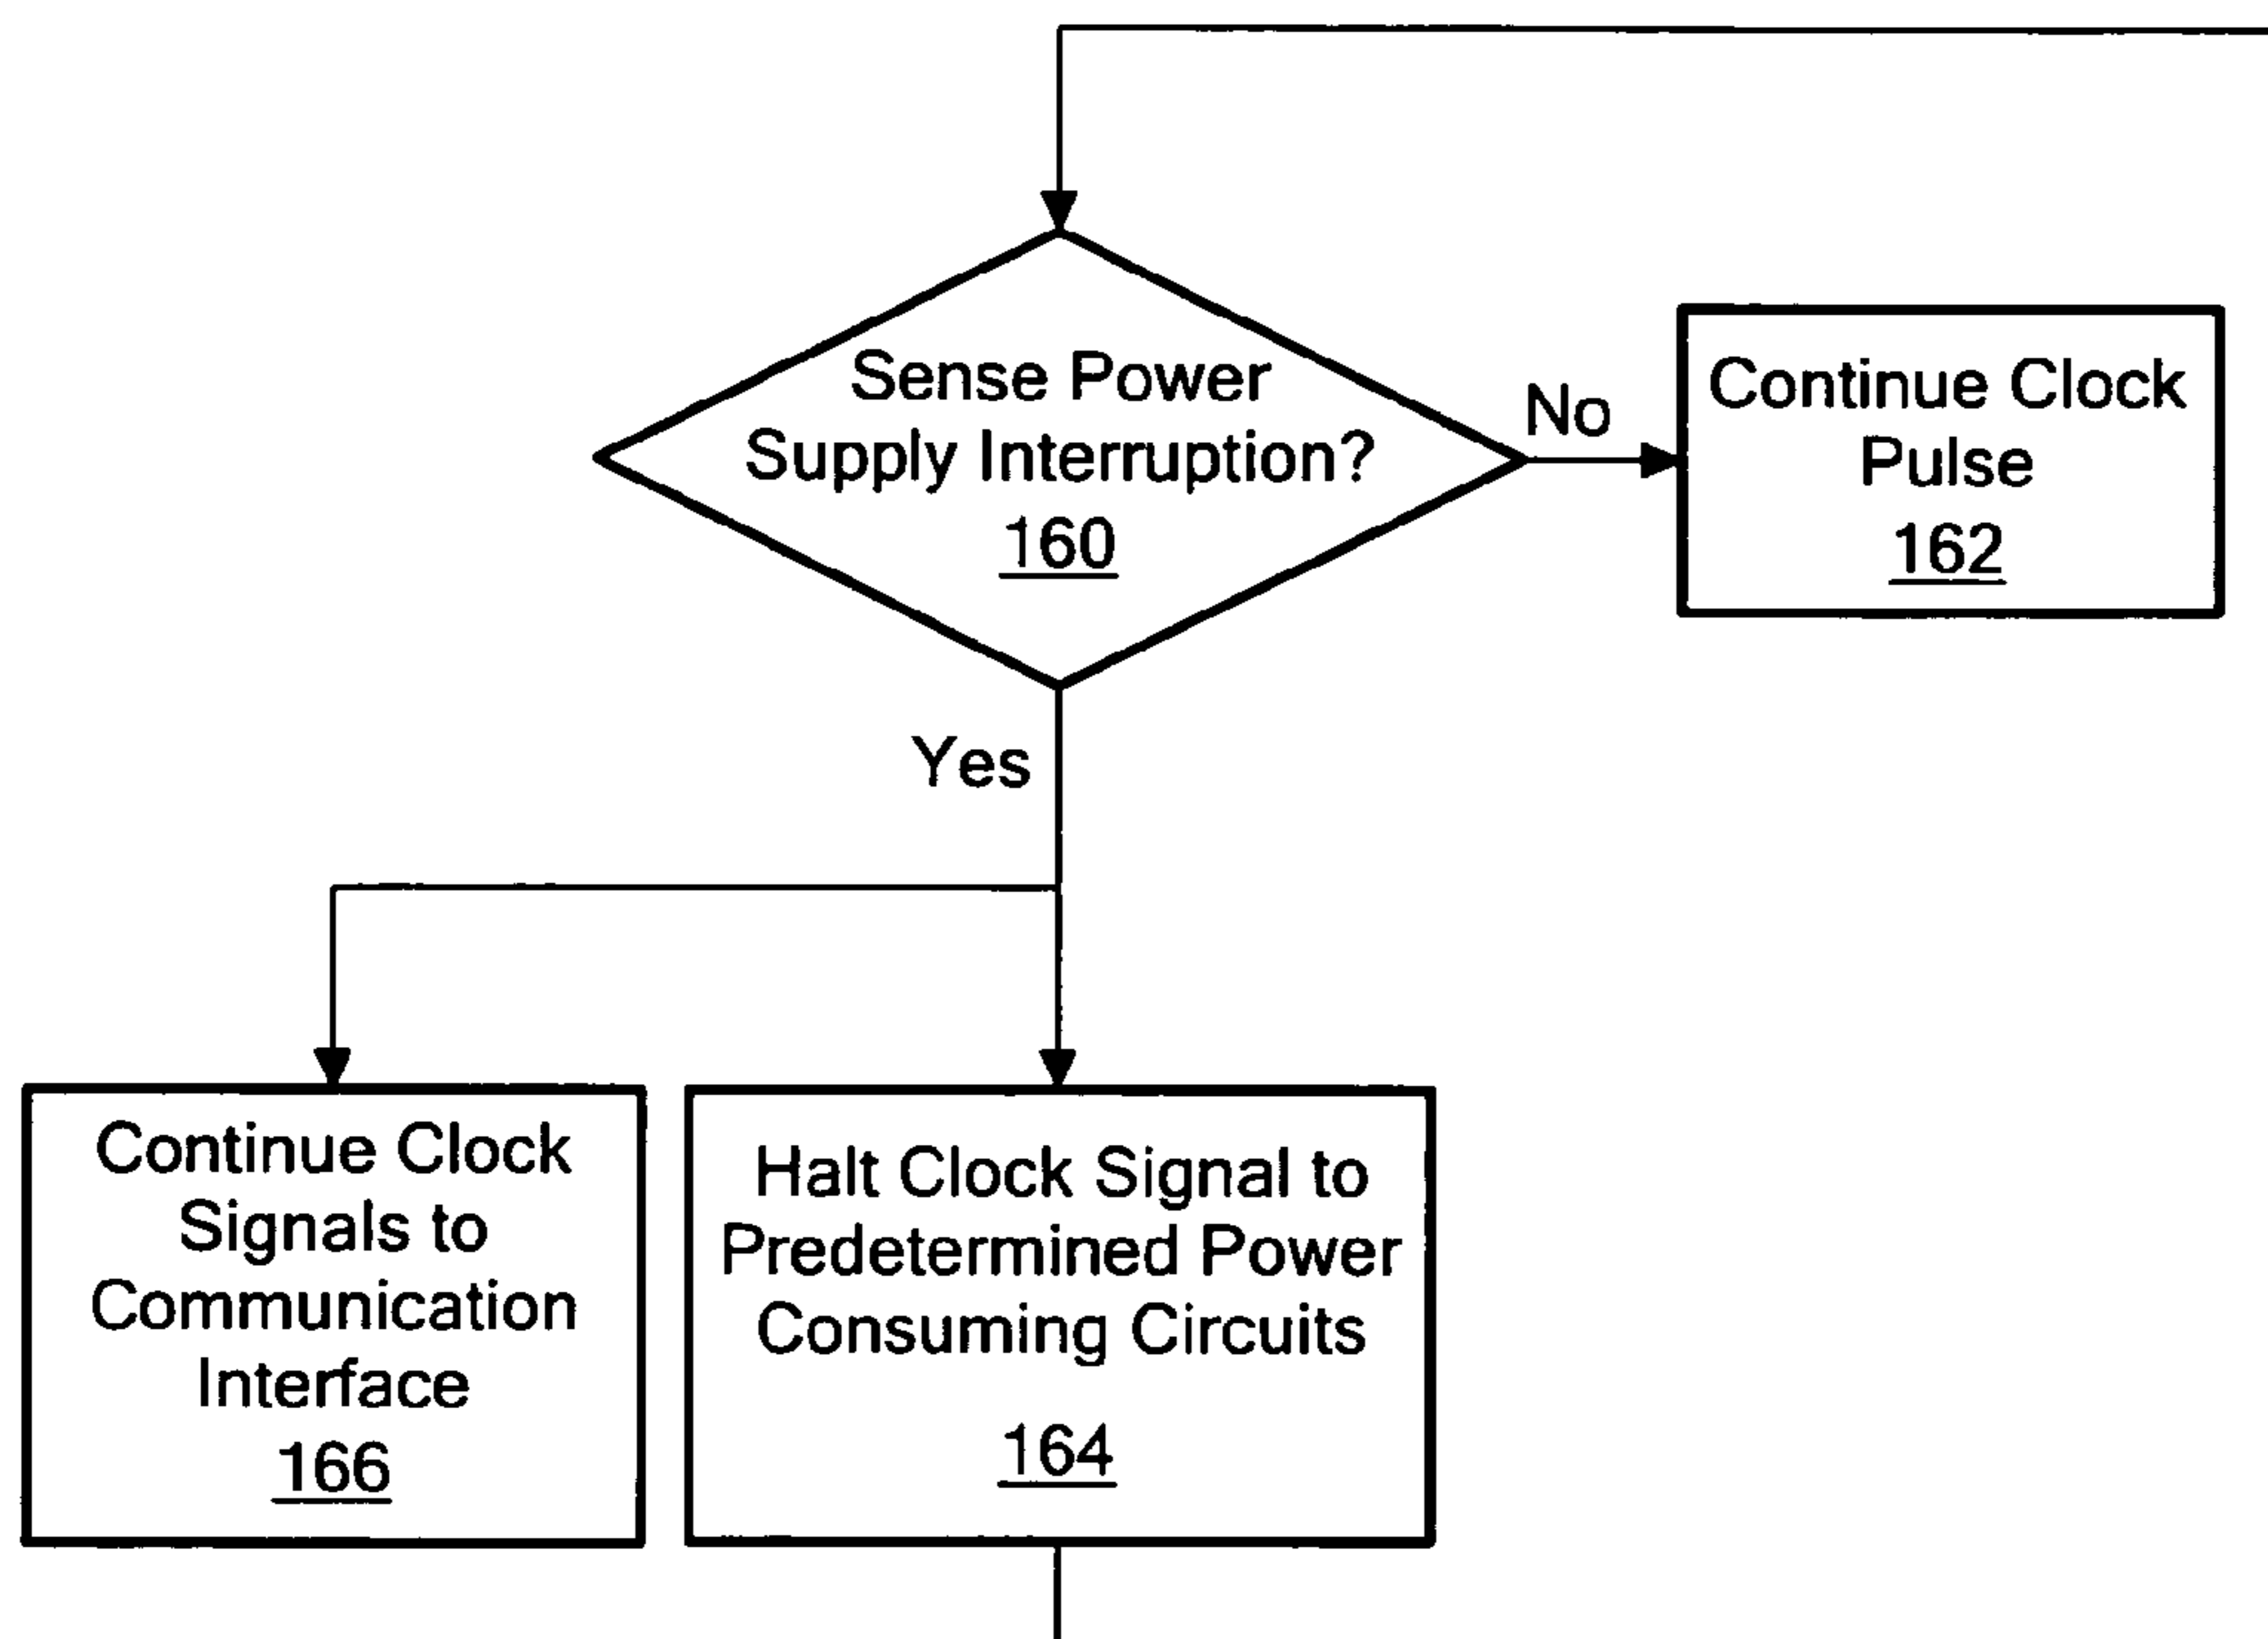 Sense Power
Supply Interruption?
160
No
Continue Clock
Pulse
162
Yes
Continue Clock
Signals to
Communication
Interface
166
Halt Clock Signal to
Predetermined Power
Consuming Circuits
164